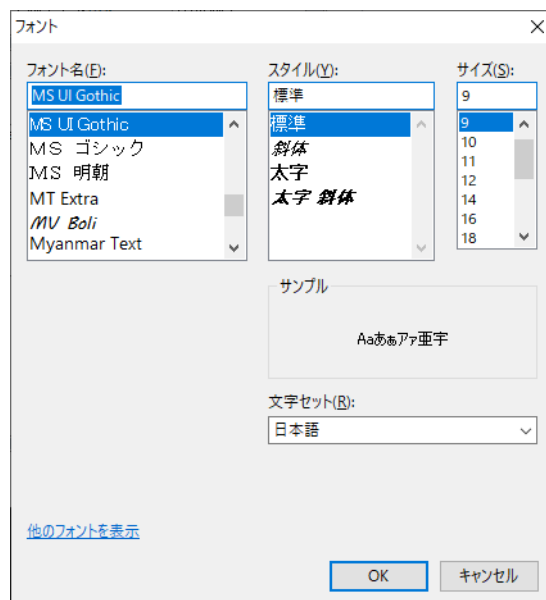 フォント
フォント名(F):
MS UI Gothic
MS UI Gothic
MS ゴシック
MS 明朝
MT Extra
MV Boli
Myanmar Text
スタイル(Y):
標準
標準
斜体
太字
太字 斜体
サイズ(S):
9
9
10
11
12
14
16
18
サンプル
Aaあぁアァ亜宇
文字セット(R):
日本語
他のフォントを表示
OK
キャンセル